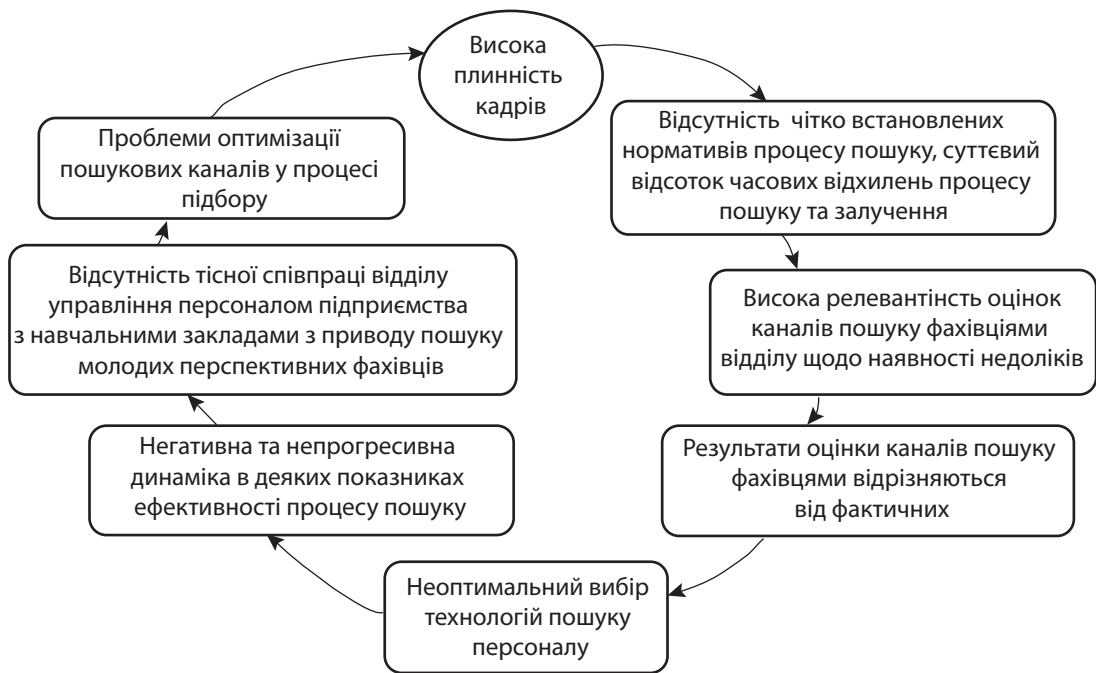 Висока
плинність
кадрів
Відсутність чітко встановлених
нормативів процесу пошуку, суттєвий
відсоток часових відхилень процесу
пошуку та залучення
Висока релевантінсть оцінок
каналів пошуку фахівціями
відділу щодо наявності недоліків
Результати оцінки каналів пошуку
фахівцями відрізняються
від фактичних
Неоптимальний вибір
технологій пошуку
персоналу
Негативна та непрогресивна
динаміка в деяких показниках
ефективності процесу пошуку
Відсутність тісної співпраці відділу
управління персоналом підприємства
з навчальними закладами з приводу пошуку
молодих перспективних фахівців
Проблеми оптимізації
пошукових каналів у процесі
підбору